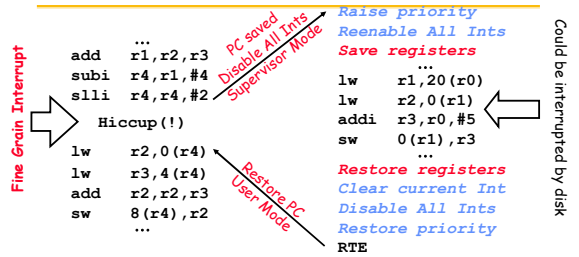 Fine Grain Interrupt
…
add r1,r2,r3
subi r4,r1,#4
slli r4,r4,#2
Hiccup(!)
lw r2,0(r4)
lw r3,4(r4)
add r2,r2,r3
sw 8(r4),r2
…
PC saved
Disable All Ints
Supervisor Mode
Restore PC
User Mode
Raise priority
Reenable All Ints
Save registers
…
lw r1,20(r0)
lw r2,0(r1)
addi r3,r0,#5
sw 0(r1),r3
…
Restore registers
Clear current Int
Disable All Ints
Restore priority
RTE
Could be interrupted by disk